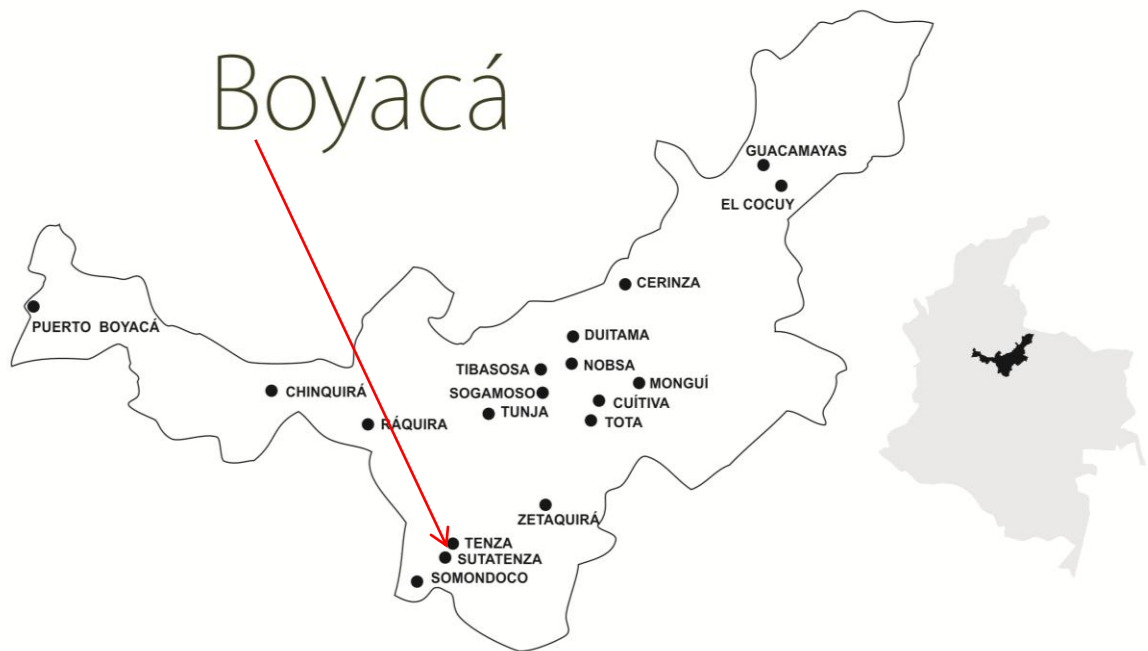 Boyacá
GUACAMAYAS
EL COCUY
CERINZA
PUERTO BOYACÁ
DUITAMA
TIBASOSA
NOBSA
MONGUÍ
CHINQUIRÁ
SOGAMOSO
CUÍTIVA
TUNJA
TOTA
RÁQUIRA
ZETAQUIRÁ
TENZA
SUTATENZA
SOMONDOCO